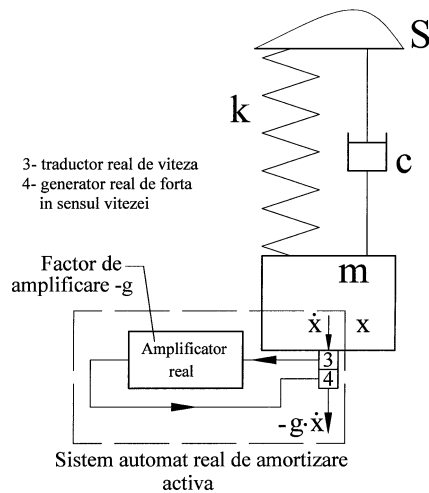 S
k
c
3- traductor real de viteza
4- generator real de forta
in sensul vitezei
m
Factor de
amplificare -g
ẋ x
Amplificator
real
3
4
-g·ẋ
Sistem automat real de amortizare
activa